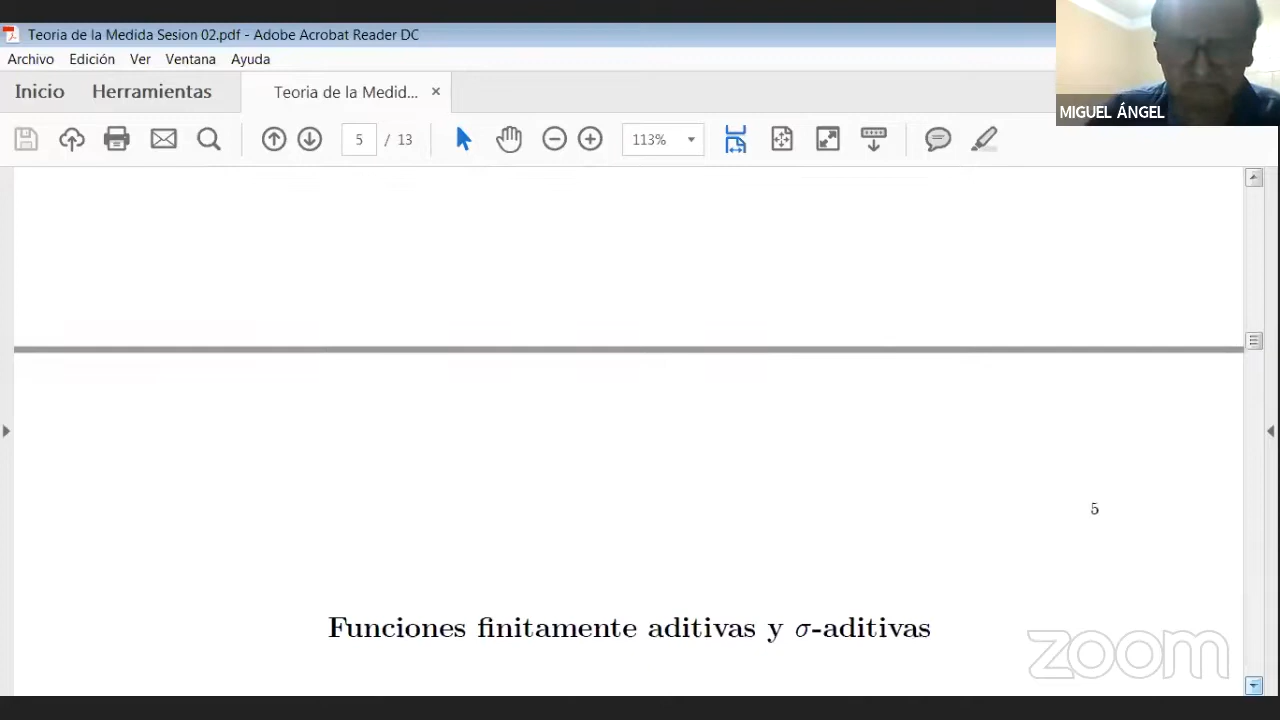 Teoria de la Medida Sesion 02.pdf - Adobe Acrobat Reader DC
Archivo Edición Ver Ventana Ayuda
Inicio Herramientas Teoria de la Medid... ×
5 / 13 113%
MIGUEL ÁNGEL
5
Funciones finitamente aditivas y σ-aditivas
zoom